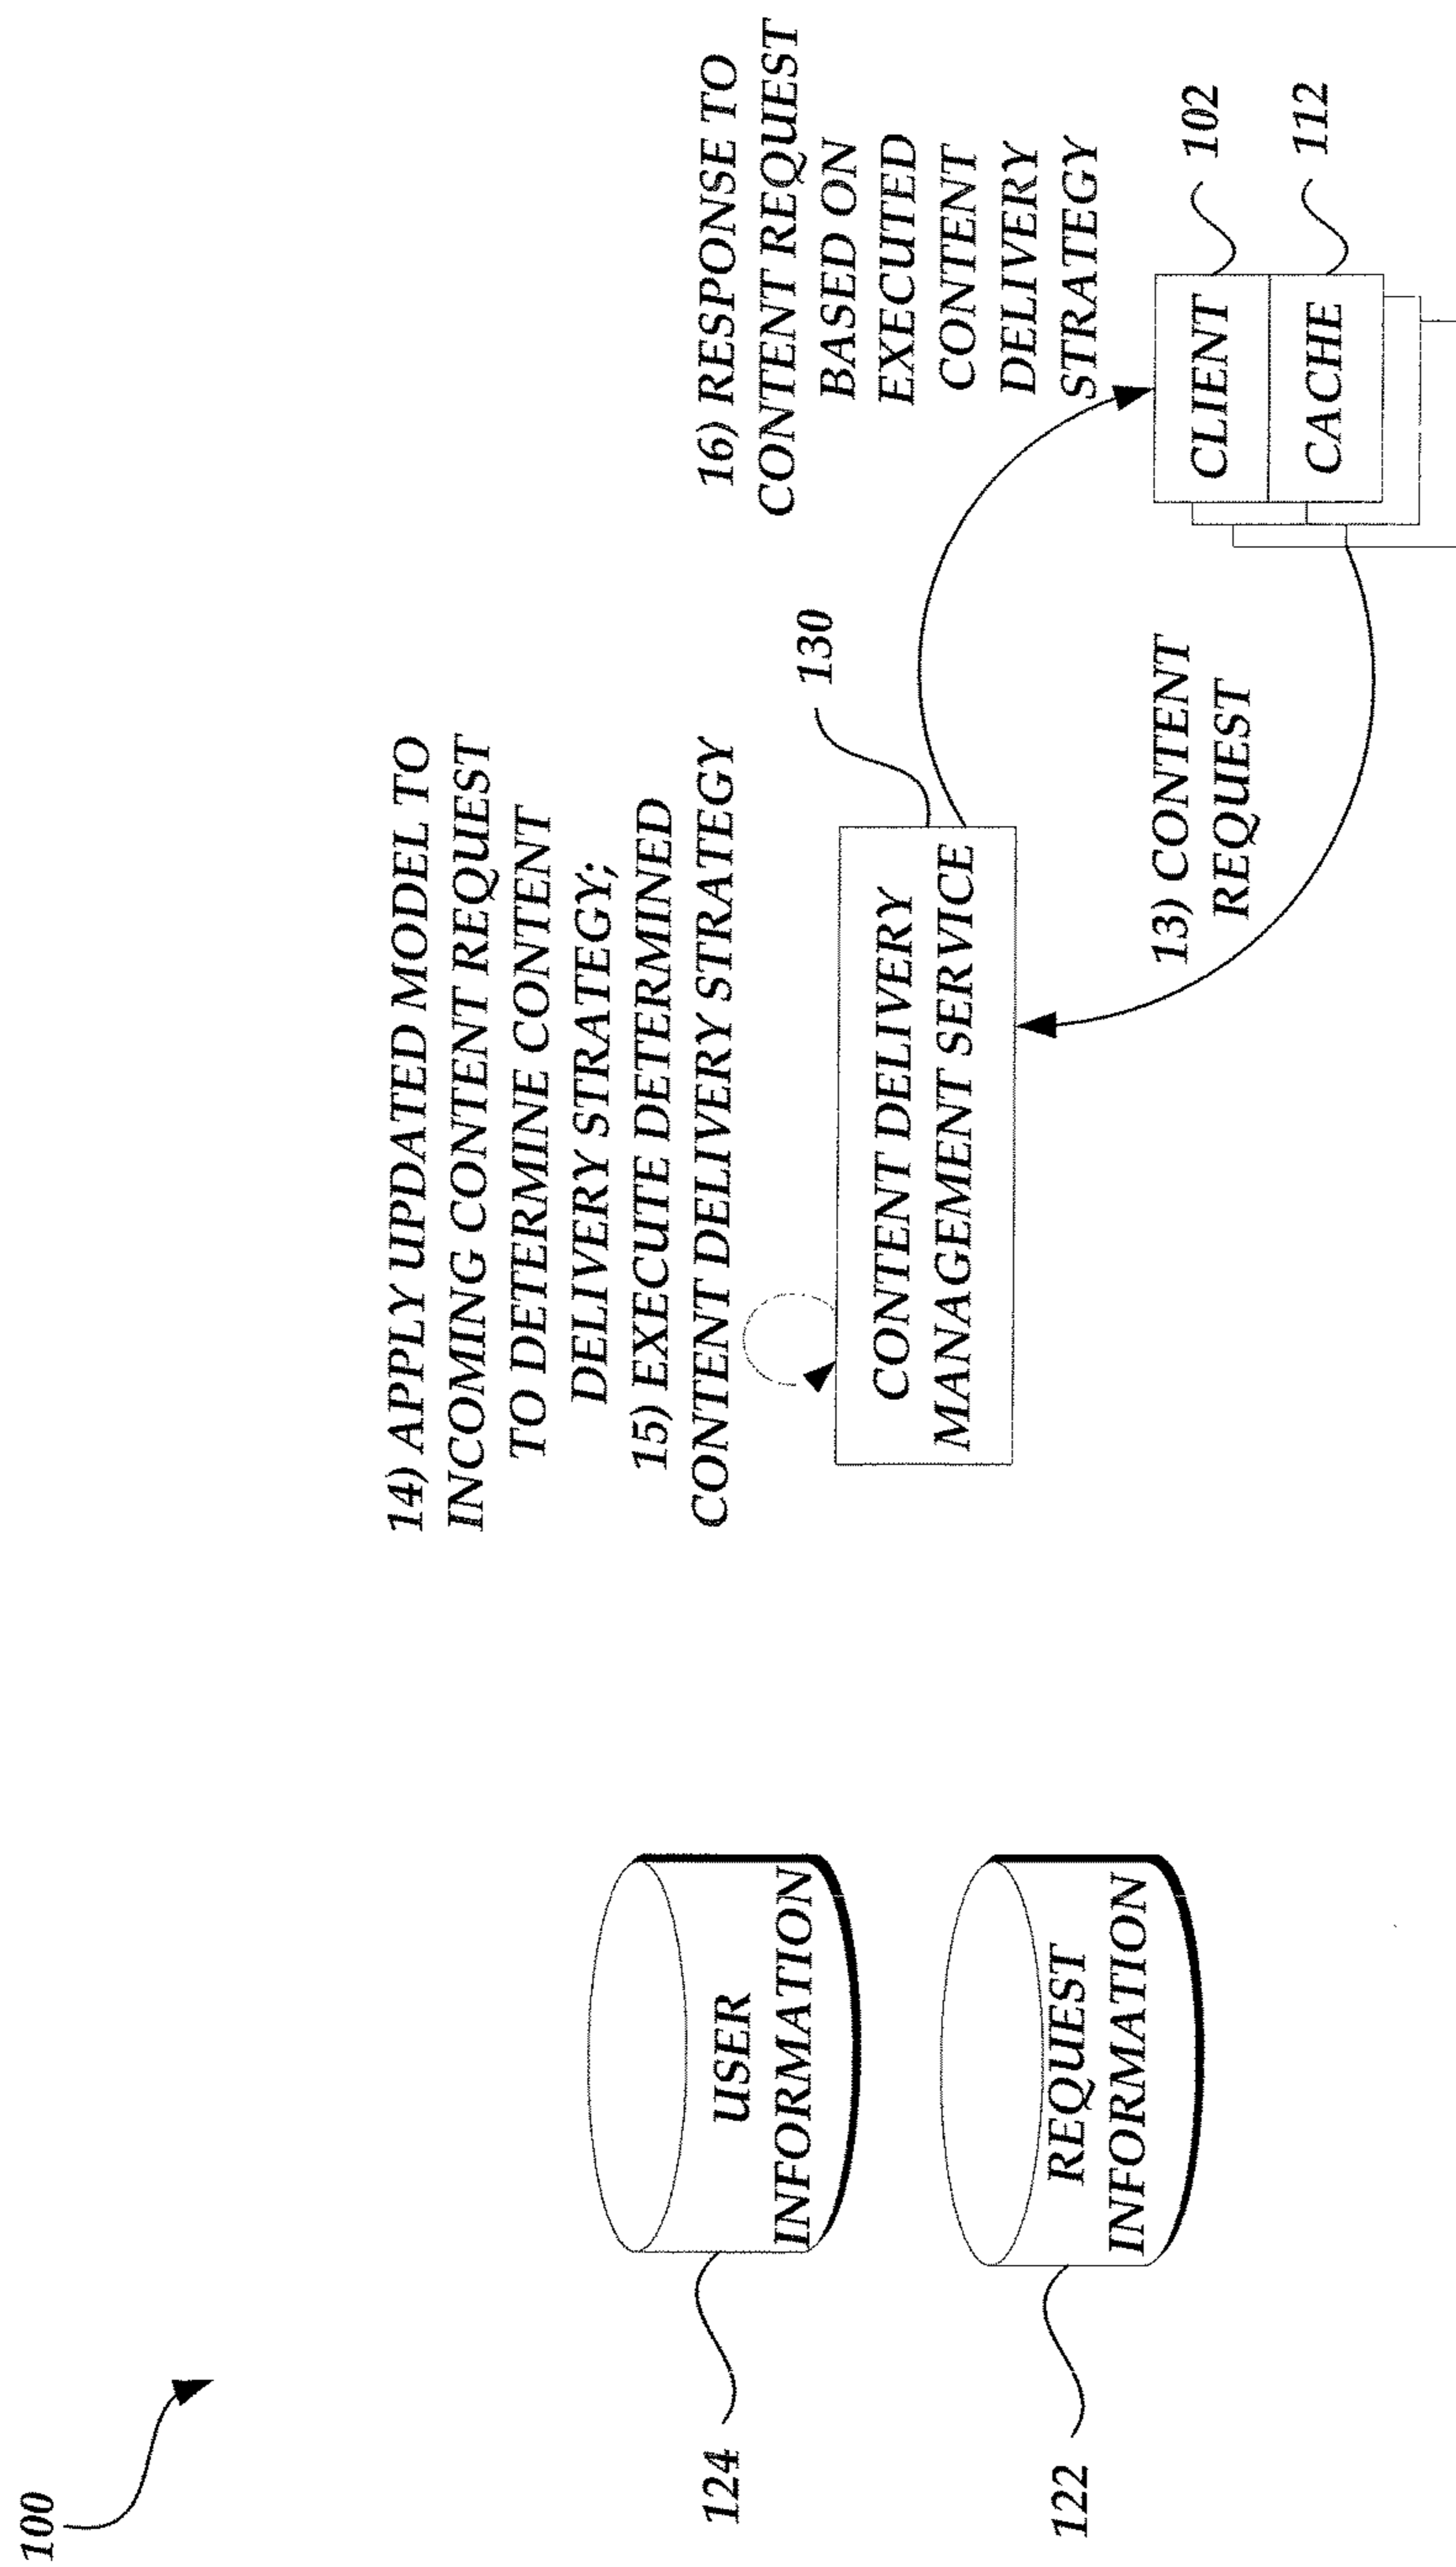 100
14) APPLY UPDATED MODEL TO
INCOMING CONTENT REQUEST
TO DETERMINE CONTENT
DELIVERY STRATEGY;
15) EXECUTE DETERMINED
CONTENT DELIVERY STRATEGY
16) RESPONSE TO
CONTENT REQUEST
BASED ON
EXECUTED
CONTENT
DELIVERY
STRATEGY
124
USER
INFORMATION
130
CONTENT DELIVERY
MANAGEMENT SERVICE
122
REQUEST
INFORMATION
13) CONTENT
REQUEST
CLIENT
102
CACHE
112